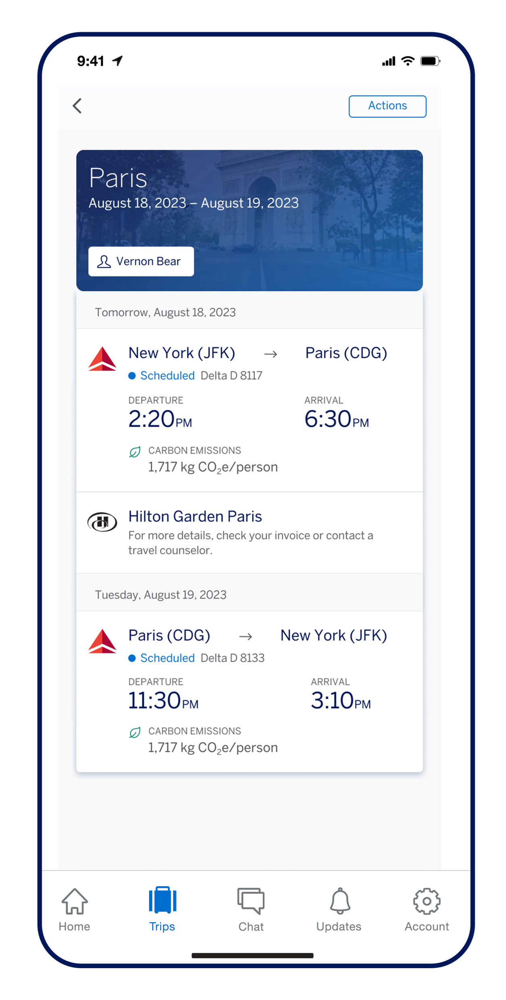 9:41
Actions
Paris
August 18, 2023 – August 19, 2023
Vernon Bear
Tomorrow, August 18, 2023
New York (JFK) → Paris (CDG)
Scheduled Delta D 8117
DEPARTURE ARRIVAL
2:20PM 6:30PM
CARBON EMISSIONS
1,717 kg CO₂e/person
Hilton Garden Paris
For more details, check your invoice or contact a
travel counselor.
Tuesday, August 19, 2023
Paris (CDG) → New York (JFK)
Scheduled Delta D 8133
DEPARTURE ARRIVAL
11:30PM 3:10PM
CARBON EMISSIONS
1,717 kg CO₂e/person
Home Trips Chat Updates Account